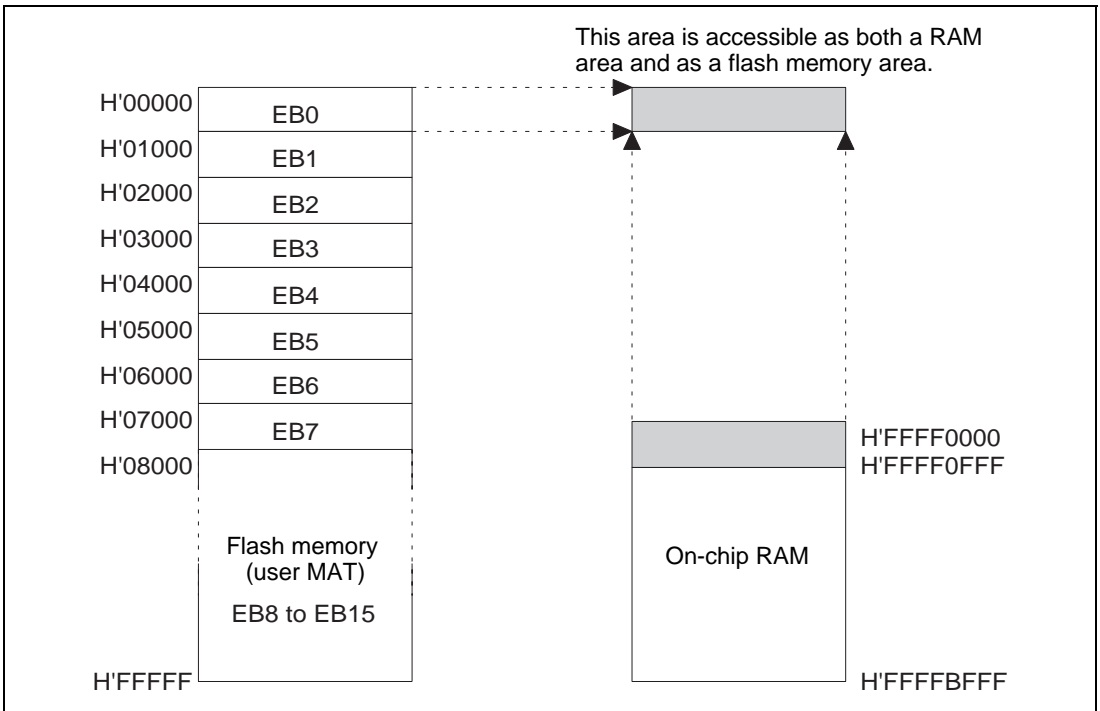 This area is accessible as both a RAM
area and as a flash memory area.
H'00000
EB0
H'01000
EB1
H'02000
EB2
H'03000
EB3
H'04000
EB4
H'05000
EB5
H'06000
EB6
H'07000
EB7
H'08000
Flash memory
(user MAT)
EB8 to EB15
H'FFFFF
H'FFFF0000
H'FFFF0FFF
On-chip RAM
H'FFFFBFFF